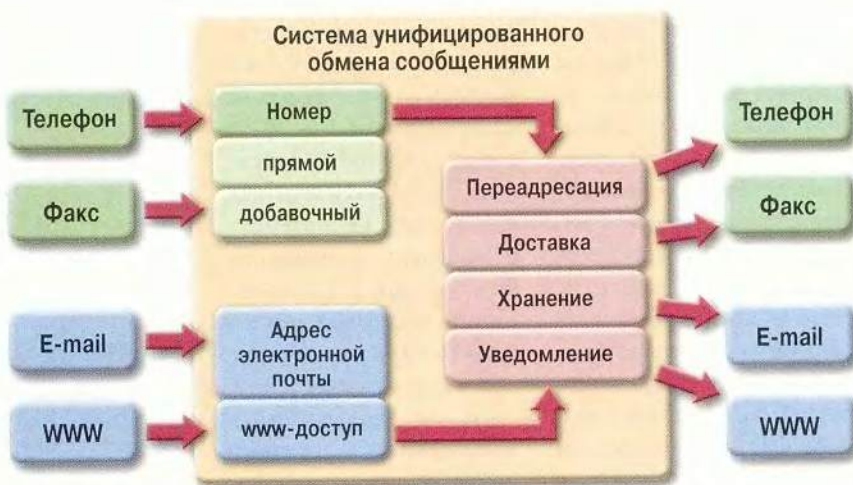 Система унифицированного
обмена сообщениями
Телефон
Номер
прямой
Факс
добавочный
E-mail
Адрес
электронной
почты
WWW
www-доступ
Переадресация
Доставка
Хранение
Уведомление
Телефон
Факс
E-mail
WWW